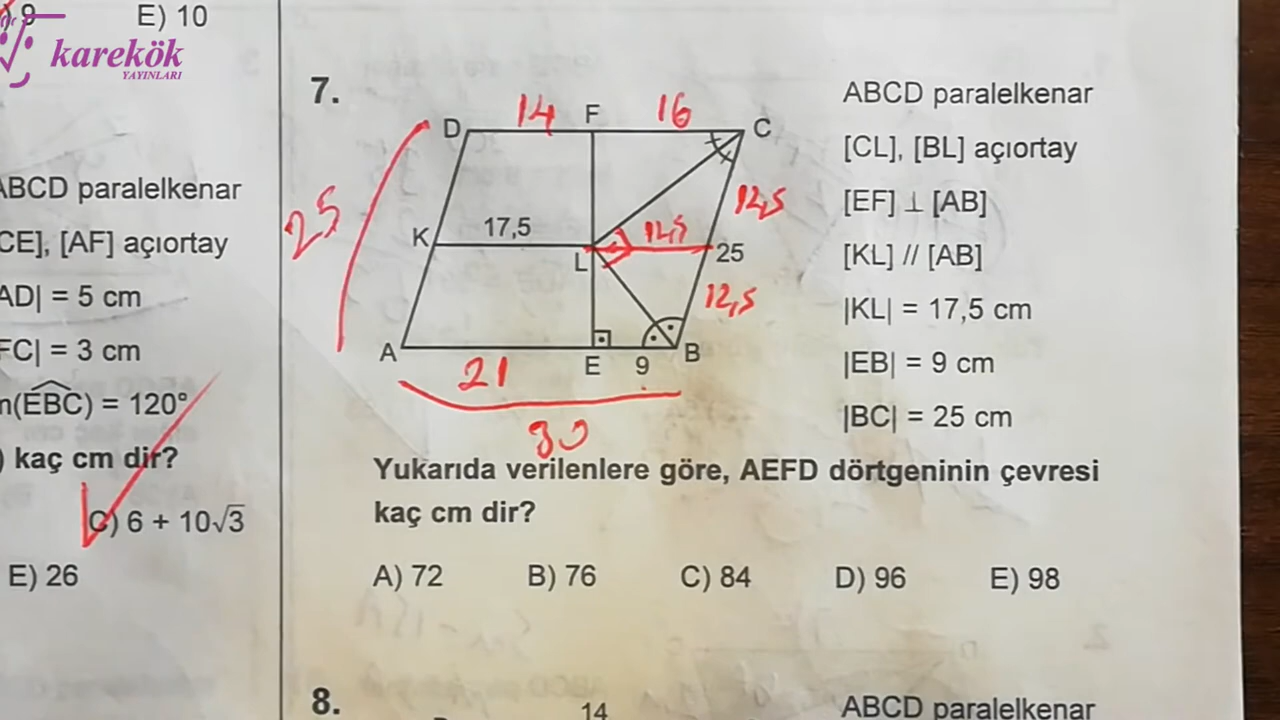 9
E) 10
karekök
YAYINLARI
ABCD paralelkenar
CE], [AF] açıortay
AD| = 5 cm
FC| = 3 cm
m(EBC) = 120°
) kaç cm dir?
C) 6 + 10√3
E) 26
7.
D
14
F
16
C
25
12,5
K
17,5
12,5
L
25
12,5
A
21
E
9
B
30
ABCD paralelkenar
[CL], [BL] açıortay
[EF] ⊥ [AB]
[KL] // [AB]
|KL| = 17,5 cm
|EB| = 9 cm
|BC| = 25 cm
Yukarıda verilenlere göre, AEFD dörtgeninin çevresi
kaç cm dir?
A) 72 B) 76 C) 84 D) 96 E) 98
8.
14
ABCD paralelkenar